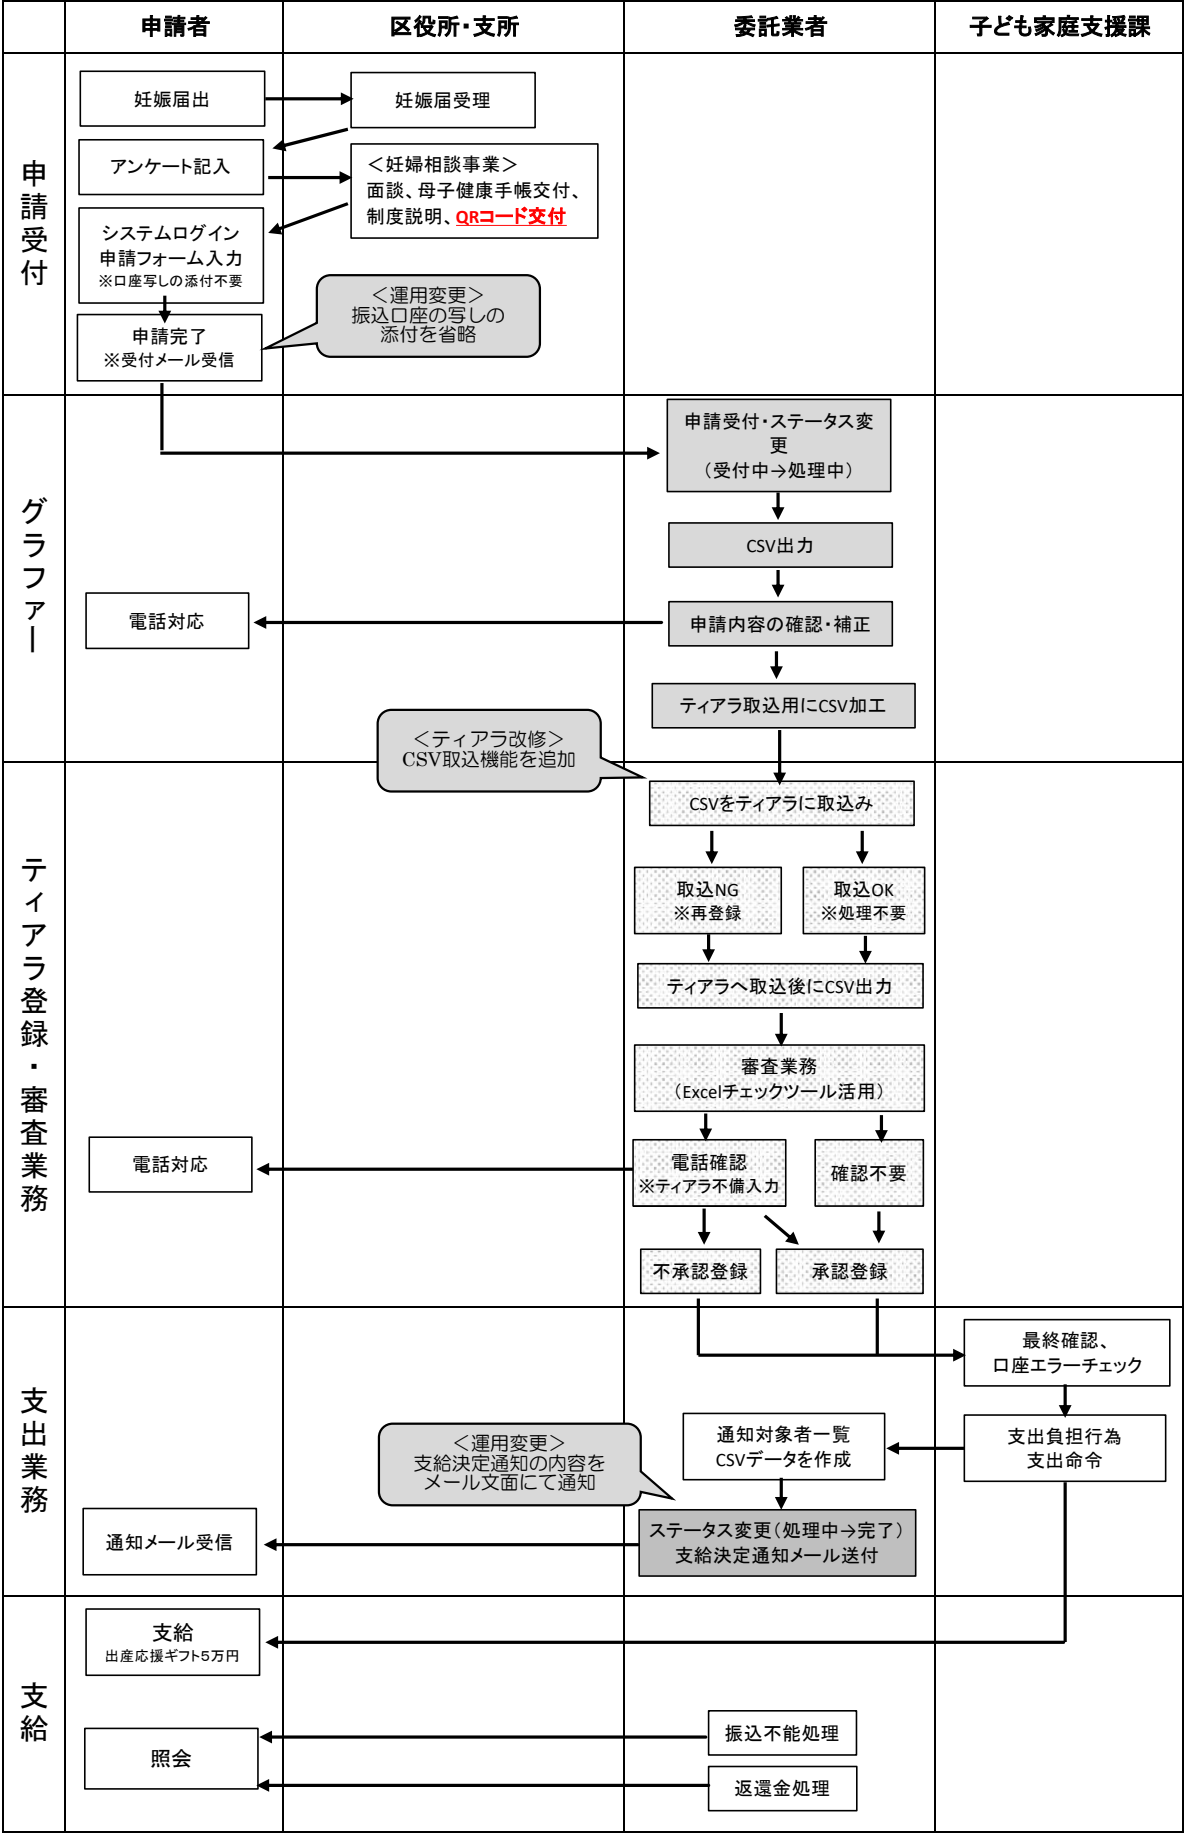 申請者
区役所・支所
委託業者
子ども家庭支援課
申請受付
妊娠届出
妊娠届受理
アンケート記入
＜妊婦相談事業＞
面談、母子健康手帳交付、
制度説明、QRコード交付
システムログイン
申請フォーム入力
※口座写しの添付不要
＜運用変更＞
振込口座の写しの
添付を省略
申請完了
※受付メール受信
グラファー
申請受付・ステータス変
更
（受付中→処理中）
CSV出力
電話対応
申請内容の確認・補正
ティアラ取込用にCSV加工
＜ティアラ改修＞
CSV取込機能を追加
ティアラ登録・審査業務
CSVをティアラに取込み
取込NG
※再登録
取込OK
※処理不要
ティアラへ取込後にCSV出力
審査業務
（Excelチェックツール活用）
電話対応
電話確認
※ティアラ不備入力
確認不要
不承認登録
承認登録
支出業務
最終確認、
口座エラーチェック
＜運用変更＞
支給決定通知の内容を
メール文面にて通知
通知対象者一覧
CSVデータを作成
支出負担行為
支出命令
通知メール受信
ステータス変更（処理中→完了）
支給決定通知メール送付
支給
支給
出産応援ギフト５万円
照会
振込不能処理
返還金処理